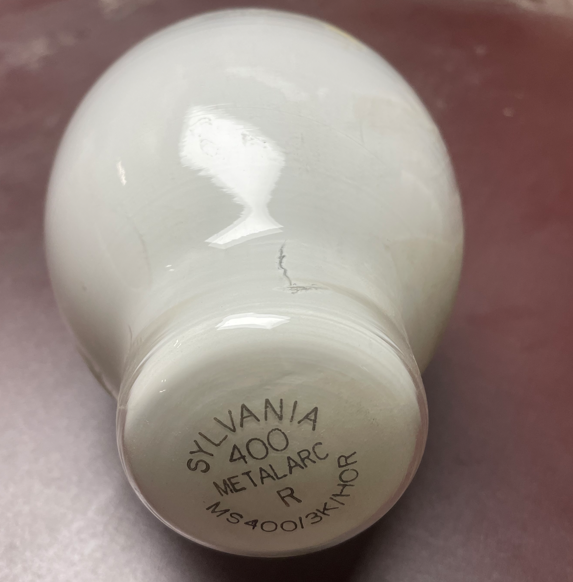 SYLVANIA
400
METALARC
R
MS400/3K/HOR